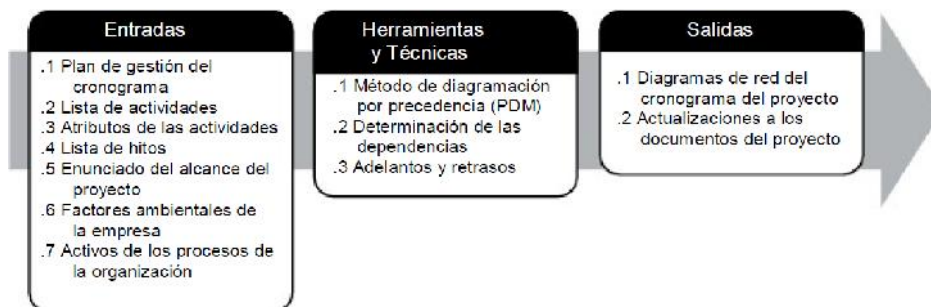 Entradas
.1 Plan de gestión del
cronograma
.2 Lista de actividades
.3 Atributos de las actividades
.4 Lista de hitos
.5 Enunciado del alcance del
proyecto
.6 Factores ambientales de
la empresa
.7 Activos de los procesos de
la organización
Herramientas
y Técnicas
.1 Método de diagramación
por precedencia (PDM)
.2 Determinación de las
dependencias
.3 Adelantos y retrasos
Salidas
.1 Diagramas de red del
cronograma del proyecto
.2 Actualizaciones a los
documentos del proyecto